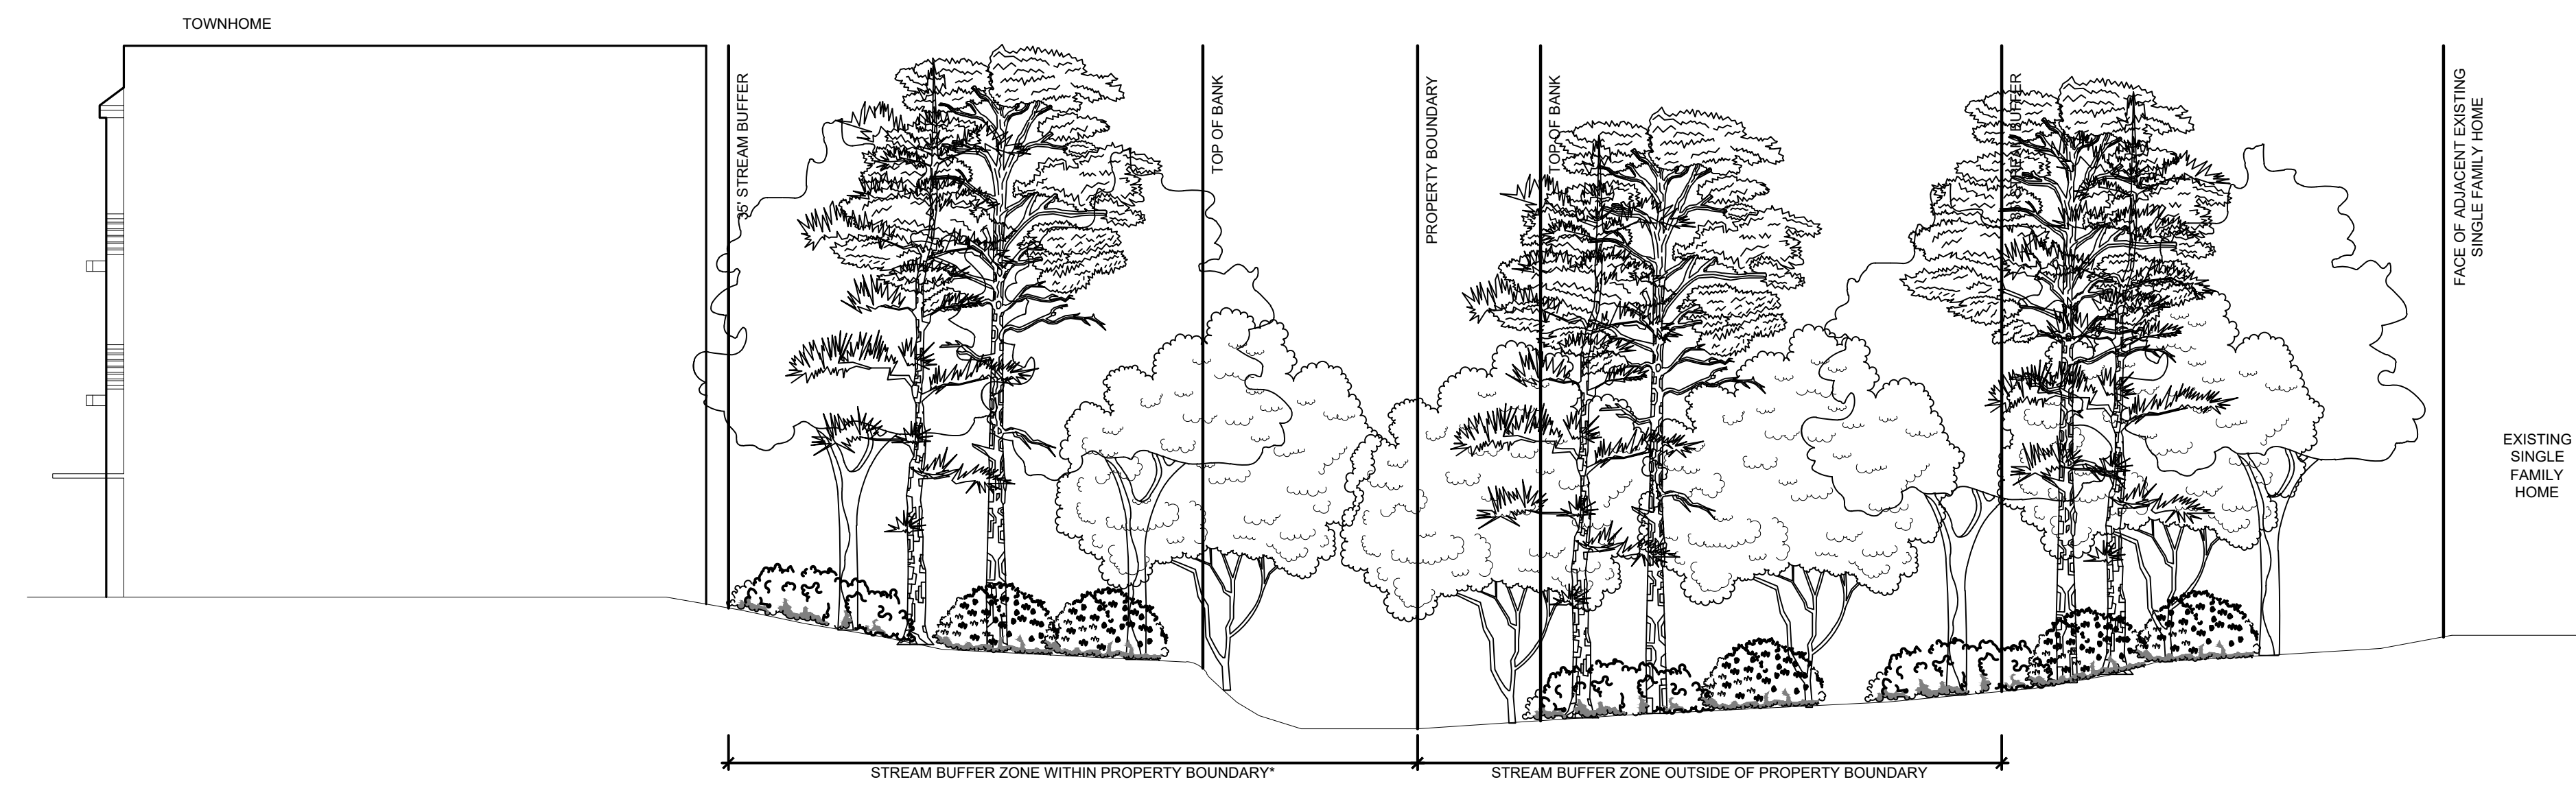 TOWNHOME
35' STREAM BUFFER
TOP OF BANK
PROPERTY BOUNDARY
TOP OF BANK
BUFFER
FACE OF ADJACENT EXISTING
SINGLE FAMILY HOME
EXISTING
SINGLE
FAMILY
HOME
STREAM BUFFER ZONE WITHIN PROPERTY BOUNDARY*
STREAM BUFFER ZONE OUTSIDE OF PROPERTY BOUNDARY